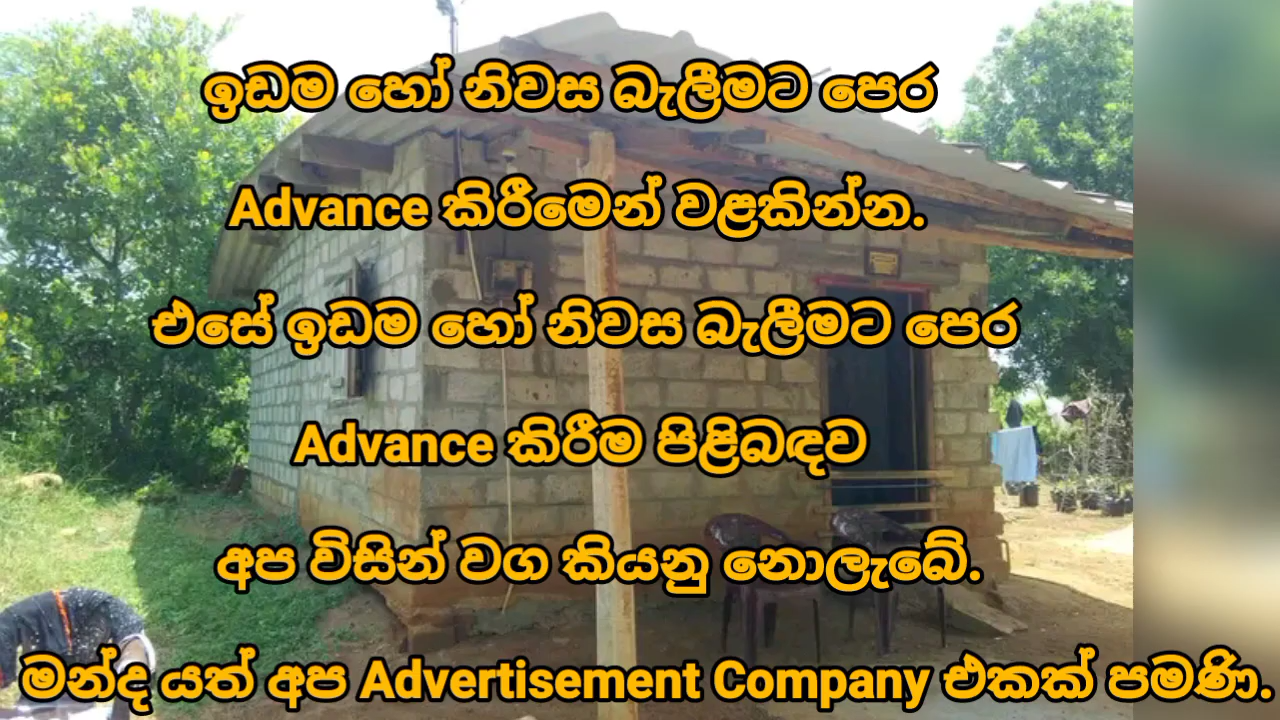 ඉඩම හෝ නිවස බැලීමට පෙර
Advance කිරීමෙන් වළකින්න.
එසේ ඉඩම හෝ නිවස බැලීමට පෙර
Advance කිරීම පිළිබඳව
අප විසින් වග කියනු නොලැබේ.
මන්ද යත් අප Advertisement Company එකක් පමණි.